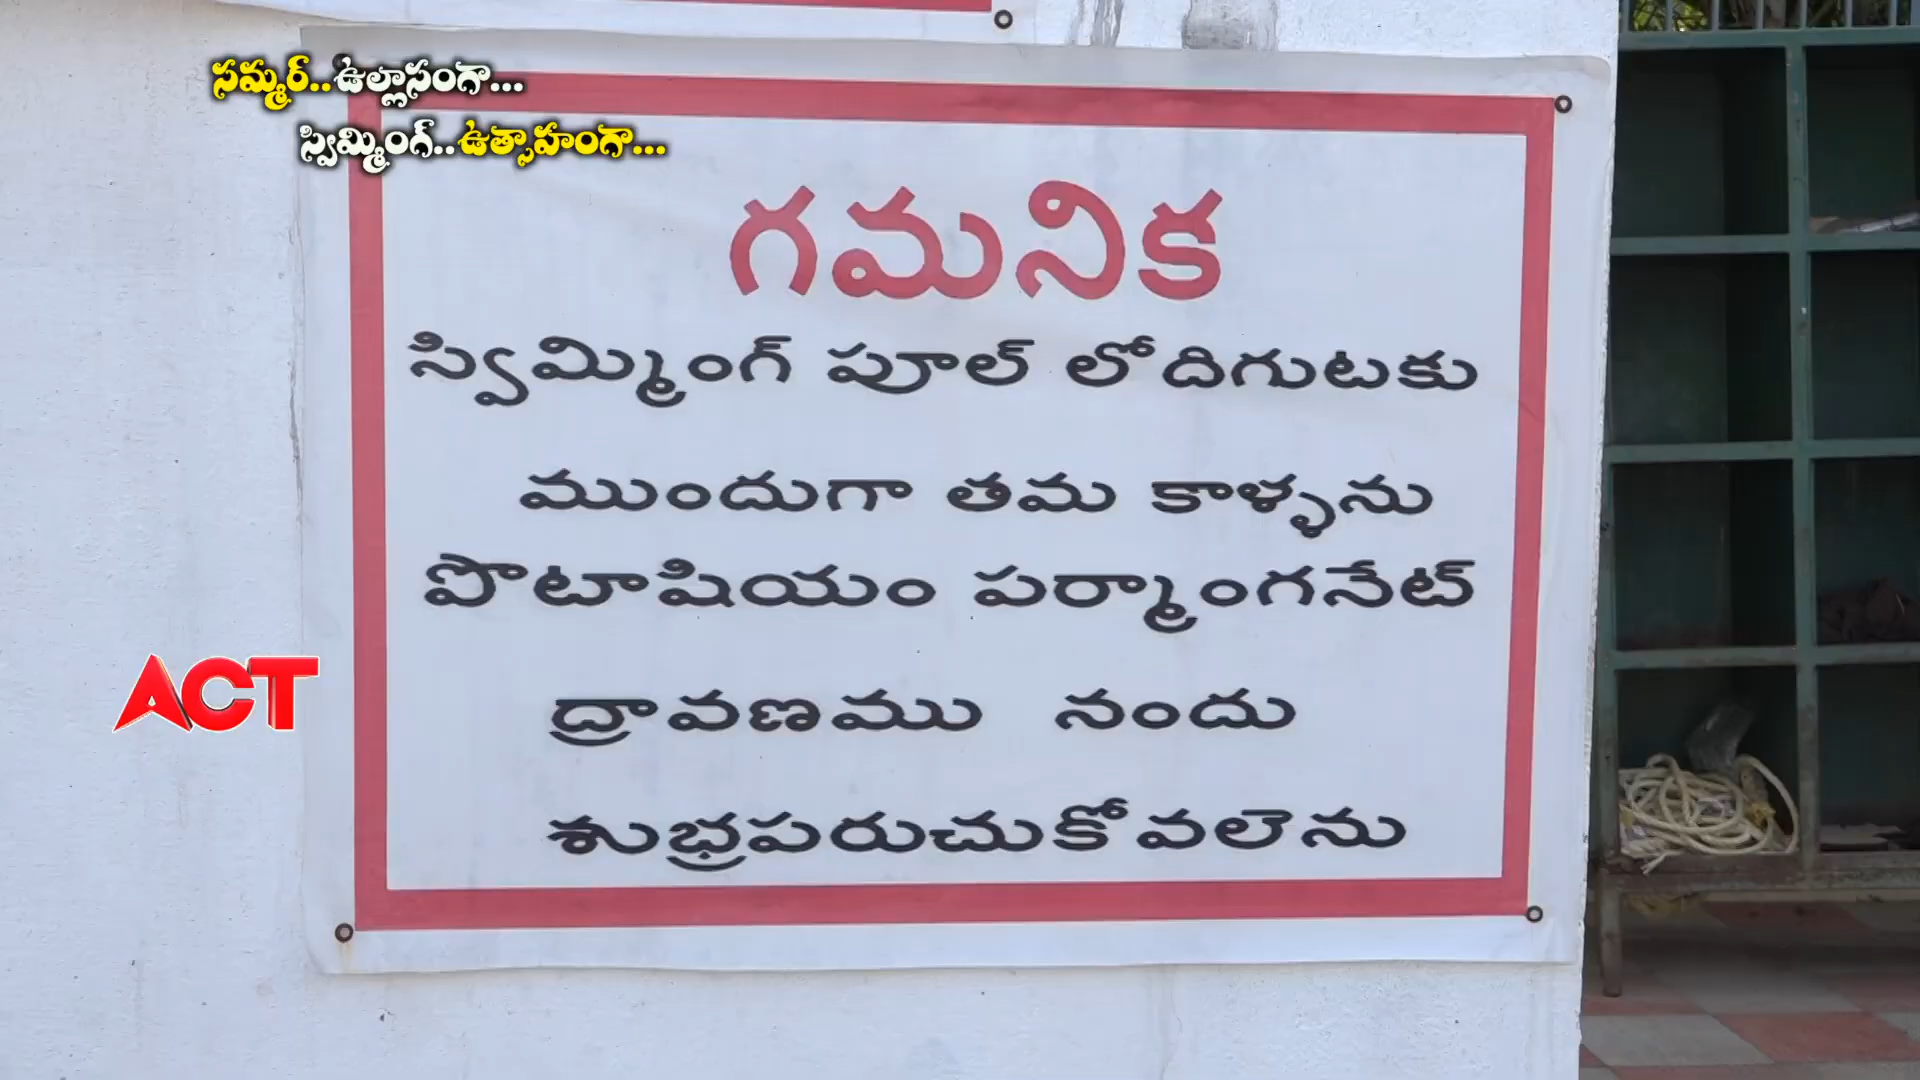 సమ్మర్..ఉల్లాసంగా...
స్విమ్మింగ్..ఉత్సాహంగా...
గమనిక
స్విమ్మింగ్ పూల్ లోదిగుటకు
ముందుగా తమ కాళ్ళను
పొటాషియం పర్మాంగనేట్
ద్రావణము నందు
శుభ్రపరుచుకోవలెను
ACT